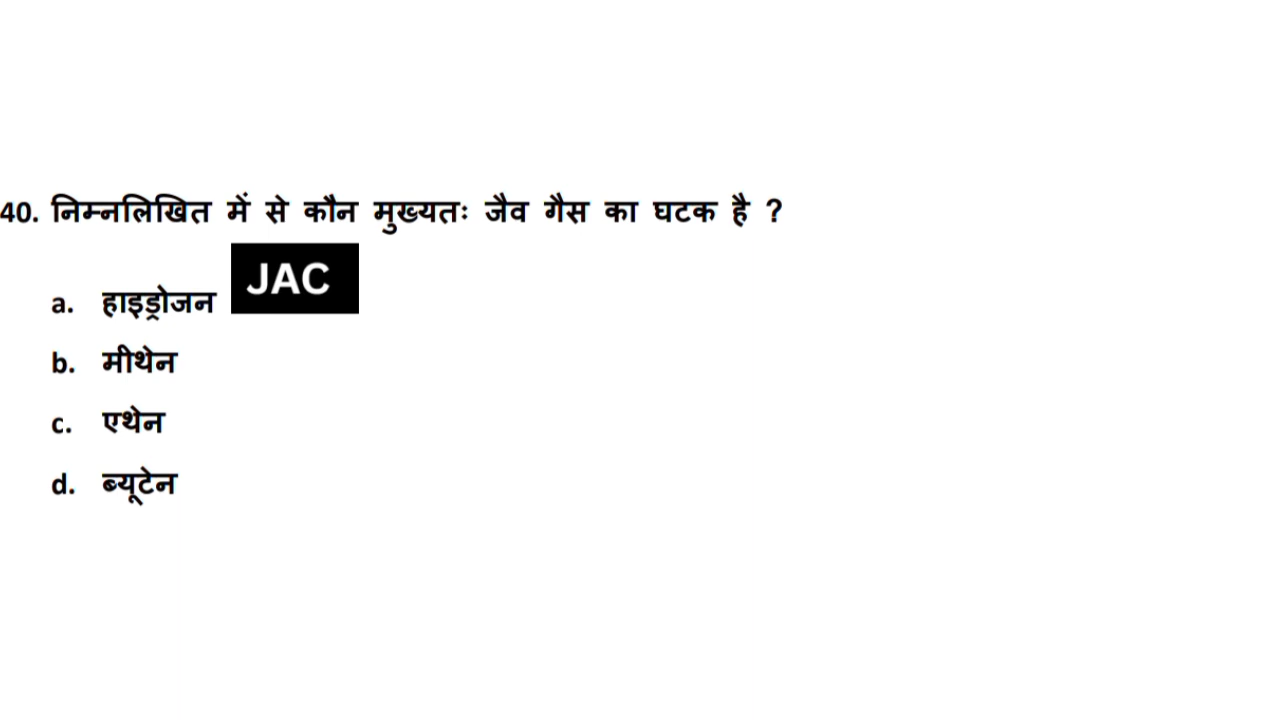 40. निम्नलिखित में से कौन मुख्यतः जैव गैस का घटक है ?
JAC
a. हाइड्रोजन
b. मीथेन
c. एथेन
d. ब्यूटेन